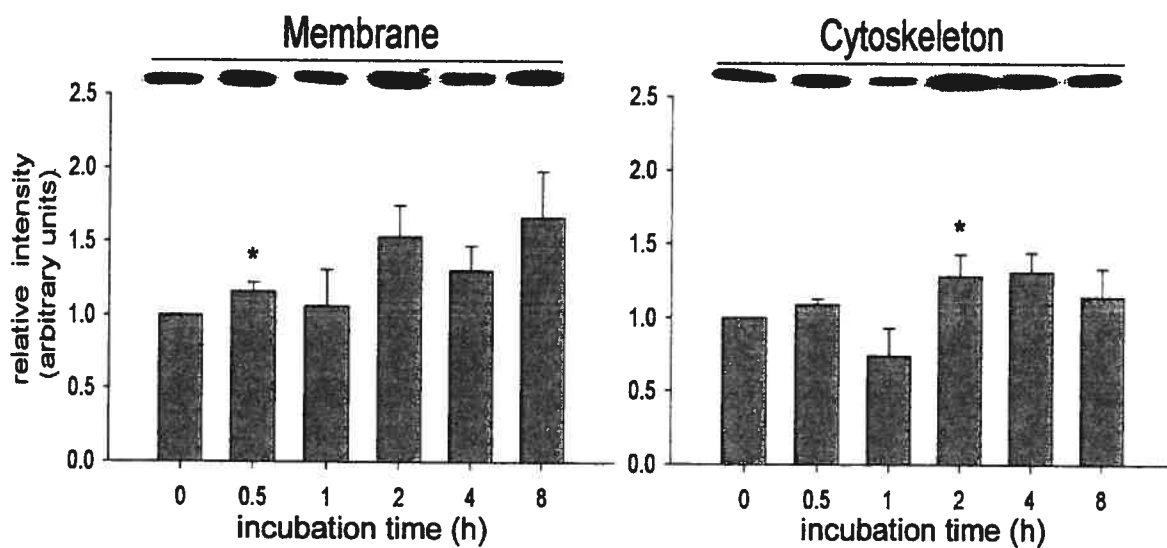 Membrane
Cytoskeleton
relative intensity
(arbitrary units)
2.5
2.0
1.5
1.0
0.5
0.0
*
0 0.5 1 2 4 8
incubation time (h)
2.5
2.0
1.5
1.0
0.5
0.0
*
0 0.5 1 2 4 8
incubation time (h)